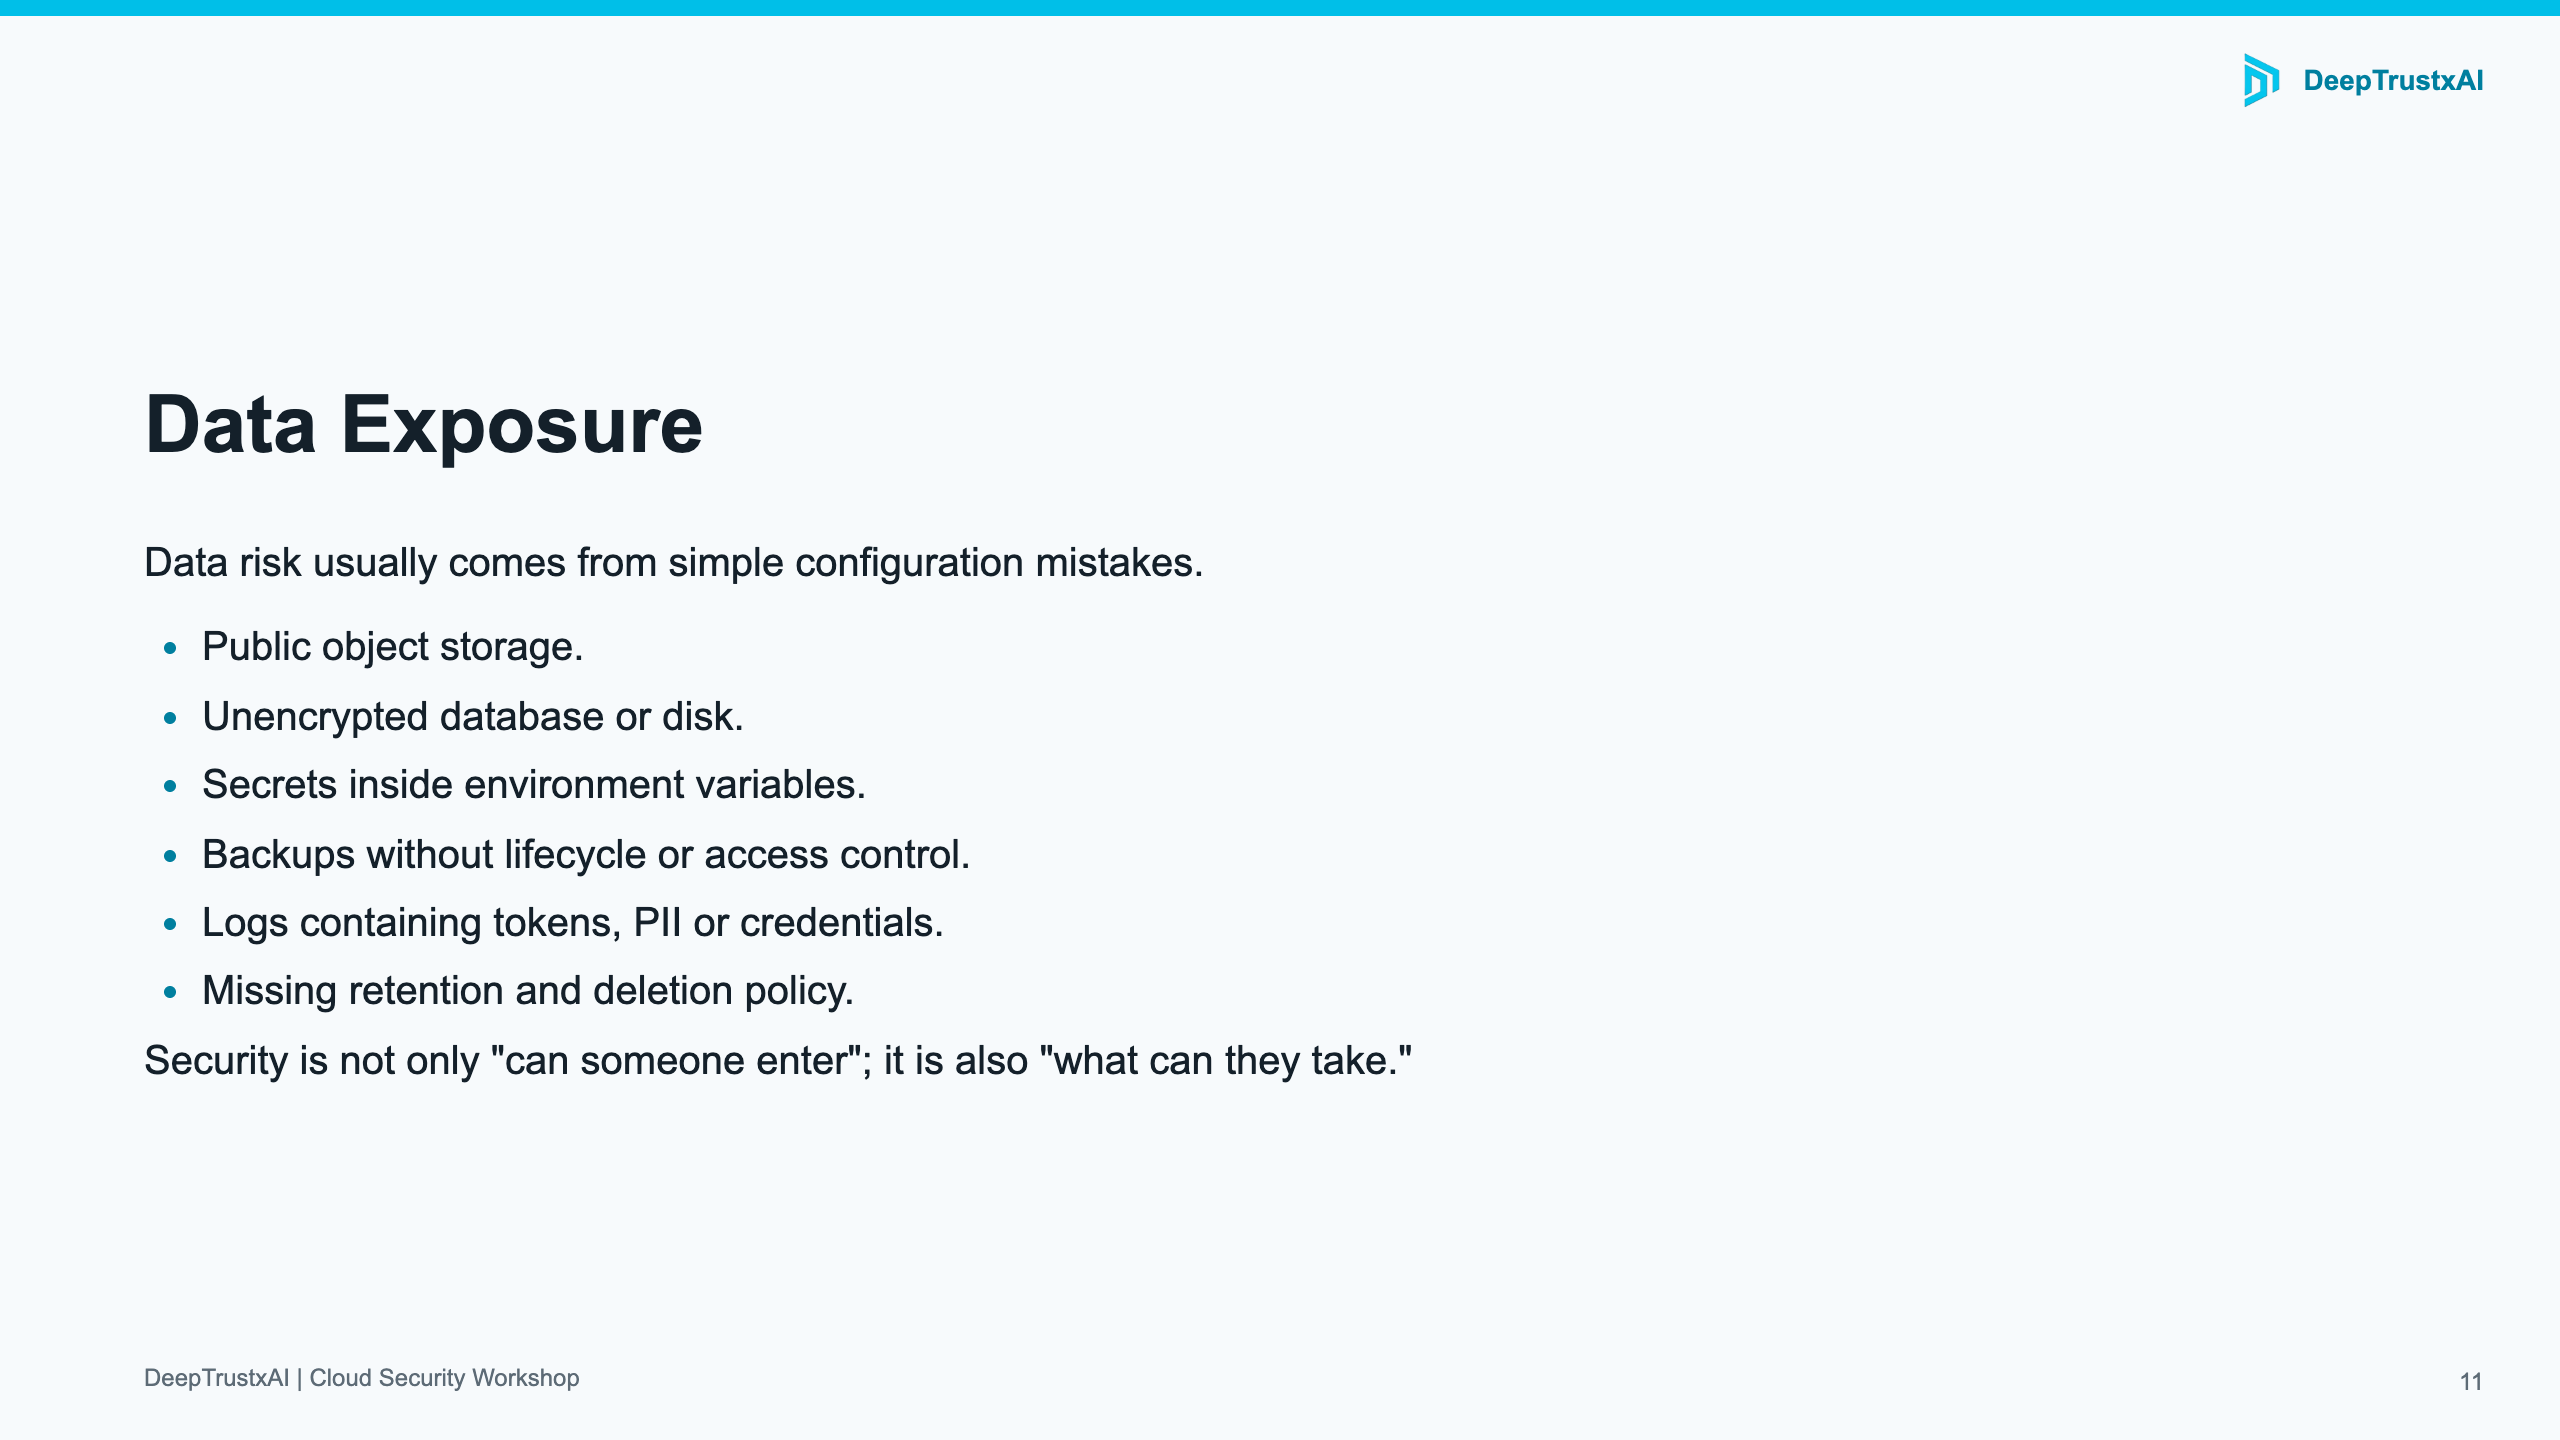 DeepTrustxAI
Data Exposure
Data risk usually comes from simple configuration mistakes.
• Public object storage.
• Unencrypted database or disk.
• Secrets inside environment variables.
• Backups without lifecycle or access control.
• Logs containing tokens, PII or credentials.
• Missing retention and deletion policy.
Security is not only "can someone enter"; it is also "what can they take."
DeepTrustxAI | Cloud Security Workshop
11